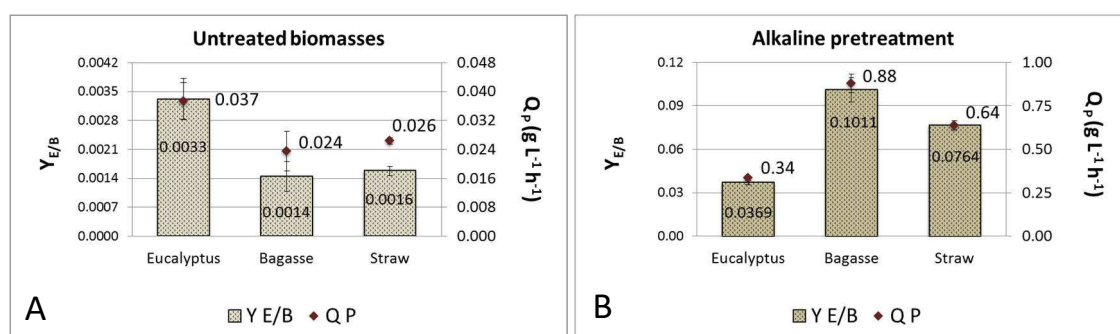 Untreated biomasses
0.0042 0.048
0.0035 0.040
0.0028 0.032
0.0021 0.024
0.0014 0.016
0.0007 0.008
0.0000 0.000
Y E/B
Q P (g L-1 h-1)
0.037
0.024
0.026
0.0033
0.0014
0.0016
Eucalyptus Bagasse Straw
A
Y E/B Q P
Alkaline pretreatment
0.12 1.00
0.09 0.75
0.06 0.50
0.03 0.25
0.00 0.00
Y E/B
Q P (g L-1 h-1)
0.34
0.88
0.64
0.0369
0.1011
0.0764
Eucalyptus Bagasse Straw
B
Y E/B Q P